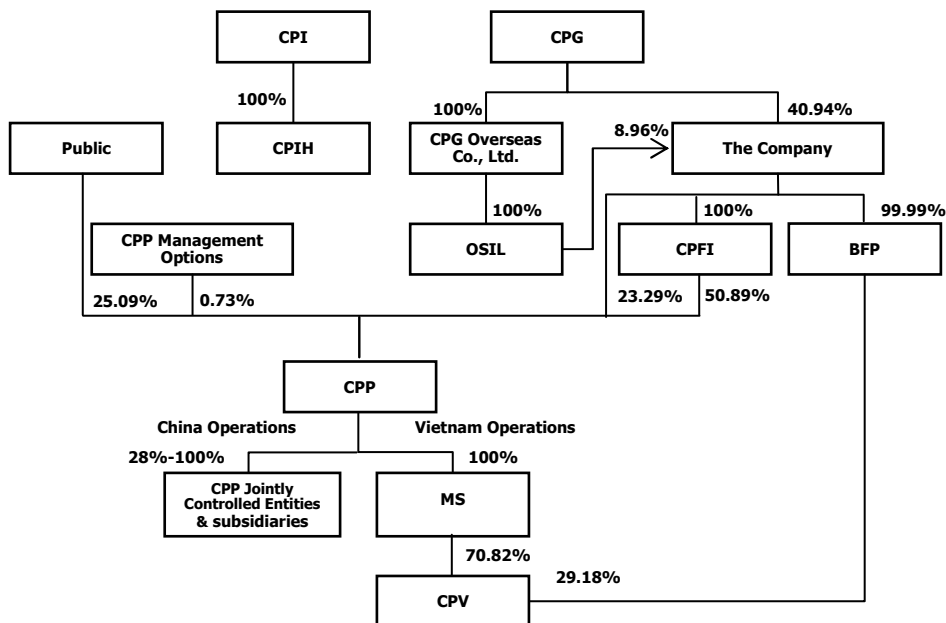 CPI
CPG
100%
100%
40.94%
Public
CPIH
CPG Overseas
Co., Ltd.
8.96%
The Company
100%
100%
99.99%
CPP Management
Options
OSIL
CPFI
BFP
25.09%
0.73%
23.29%
50.89%
CPP
China Operations
Vietnam Operations
28%-100%
100%
CPP Jointly
Controlled Entities
& subsidiaries
MS
70.82%
29.18%
CPV